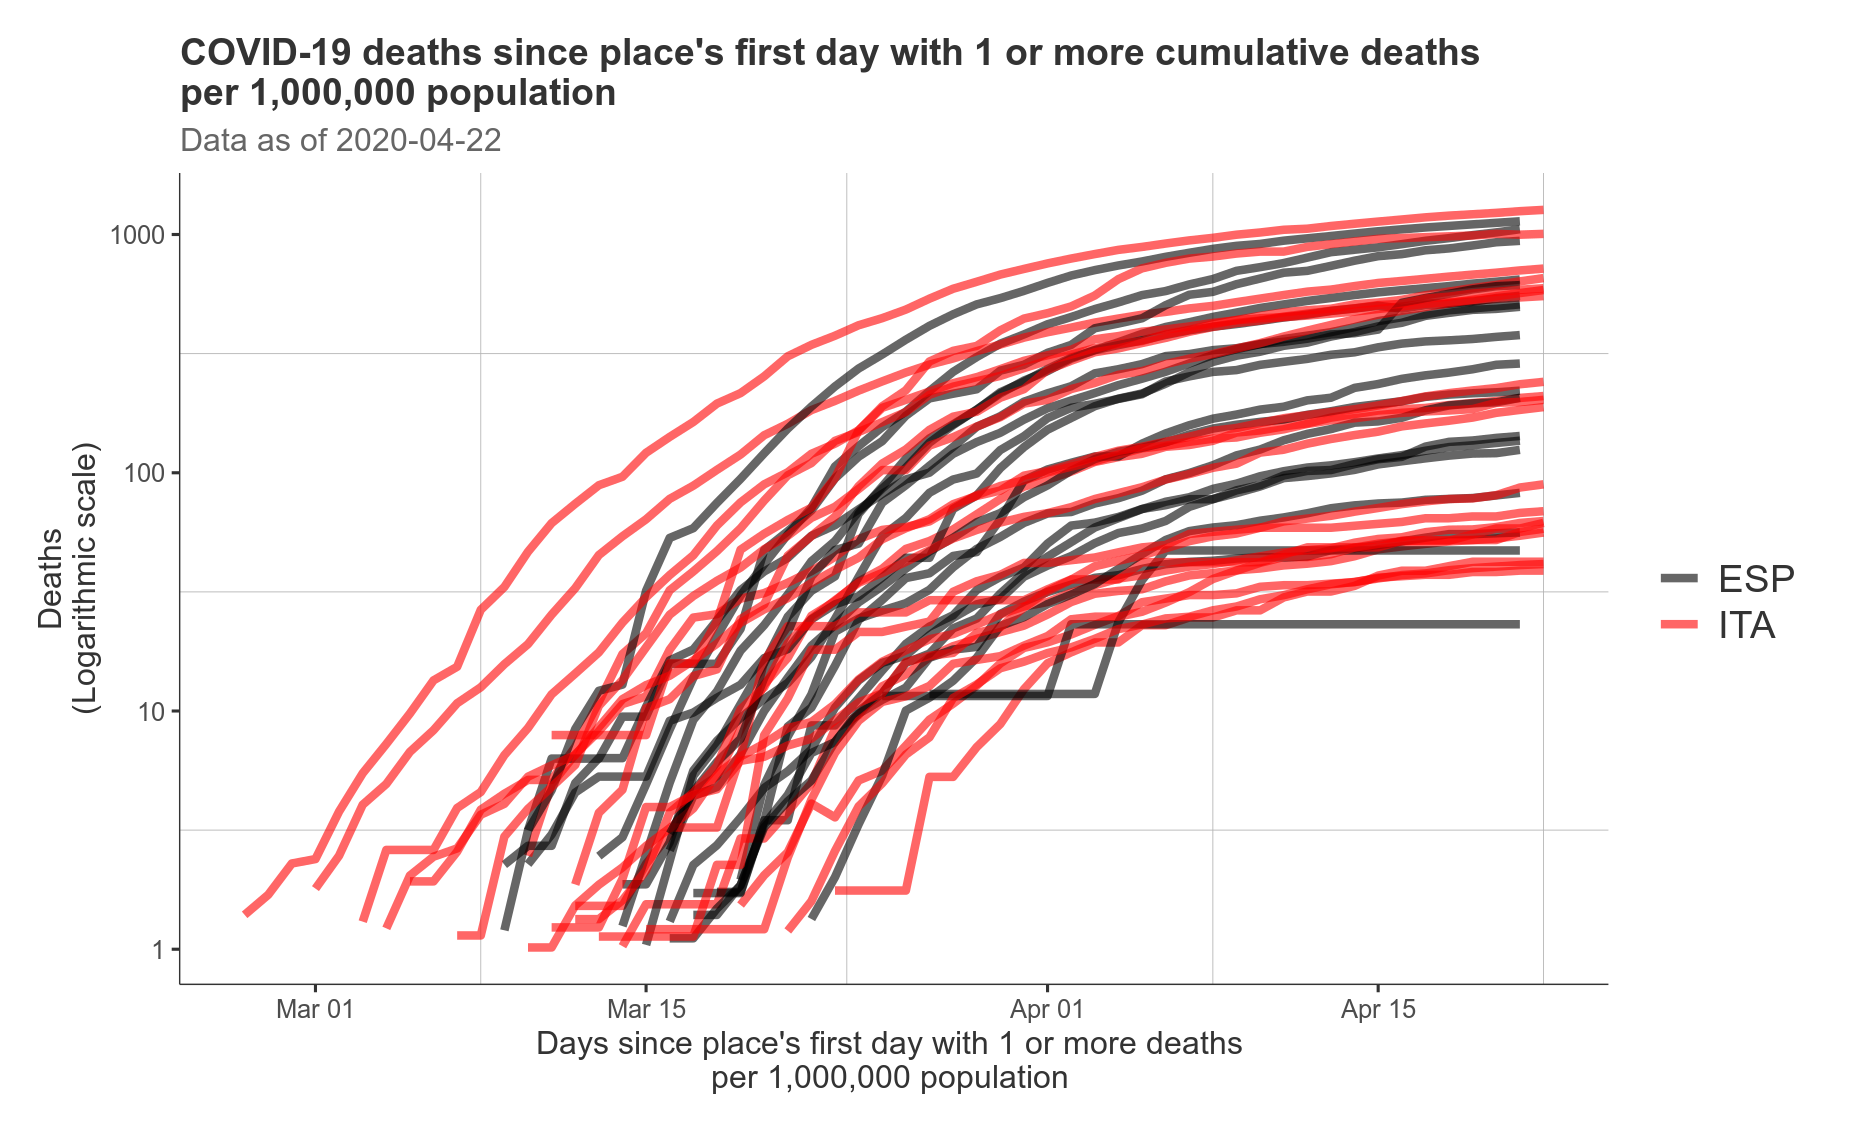 COVID-19 deaths since place's first day with 1 or more cumulative deaths
per 1,000,000 population
Data as of 2020-04-22
Deaths
(Logarithmic scale)
1000
100
10
1
Mar 01
Mar 15
Apr 01
Apr 15
Days since place's first day with 1 or more deaths
per 1,000,000 population
ESP
ITA